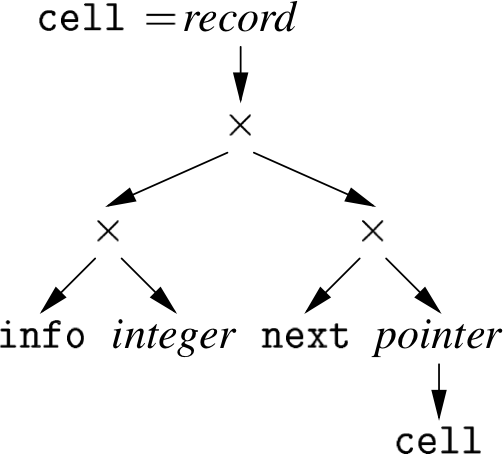 cell = record
×
× ×
info integer next pointer
cell